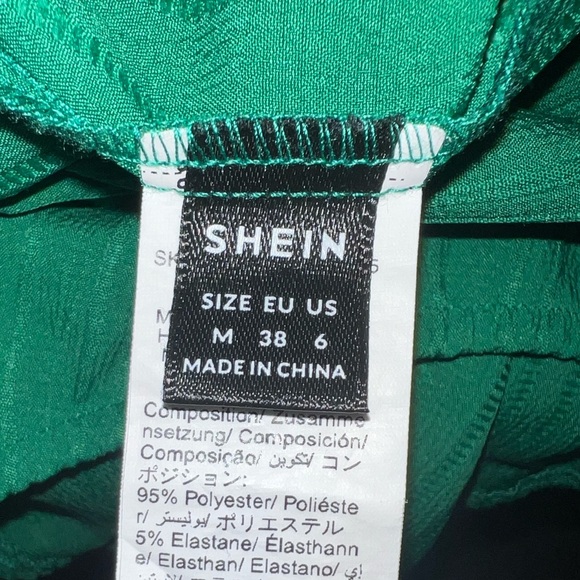 SHEIN
SIZE EU US
M 38 6
MADE IN CHINA
SK
Composition/ Zusamme
nsetzung/ Composición/
Composição/ تكوين/ コン
ポジション:
95% Polyester/ Poliéste
r/ بوليستر/ ポリエステル
5% Elastane/ Élasthann
e/ Elasthan/ Elastano/